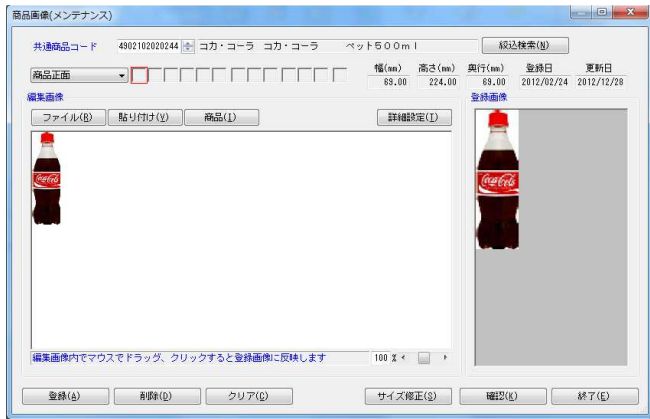 商品画像(メンテナンス)
共通商品コード 4902102020244 コカ・コーラ コカ・コーラ ペット500ml 絞込検索(N)
商品正面 幅(mm) 高さ(mm) 奥行(mm) 登録日 更新日
69.00 224.00 69.00 2012/02/24 2012/12/28
編集画像 登録画像
ファイル(R) 貼り付け(V) 商品(I) 詳細設定(T)
Coca-Cola Coca-Cola
編集画像内でマウスでドラッグ、クリックすると登録画像に反映します 100 %
登録(A) 削除(D) クリア(C) サイズ修正(S) 確認(K) 終了(E)